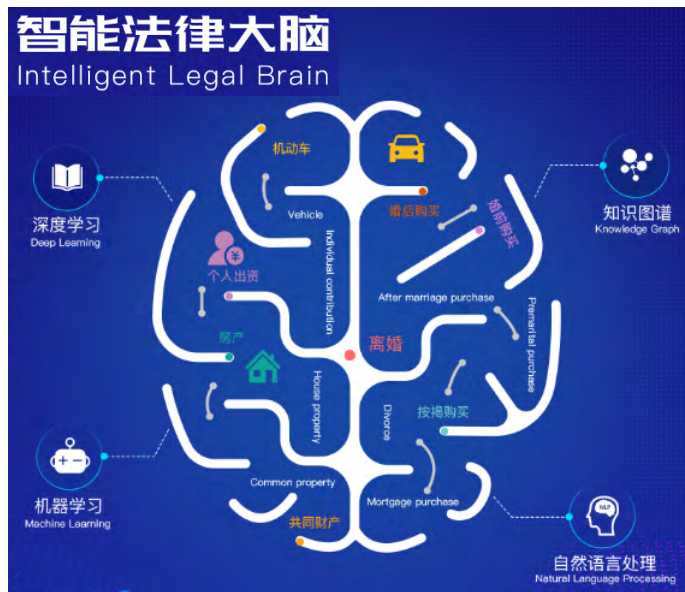 智能法律大脑
Intelligent Legal Brain
机动车
深度学习
Deep Learning
Vehicle
婚后购买
婚前购买
知识图谱
Knowledge Graph
个人出资
Individual contribution
After marriage purchase
Premarital purchase
房产
离婚
House property
Divorce
按揭购买
机器学习
Machine Learning
Common property
Mortgage purchase
共同财产
NLP
自然语言处理
Natural Language Processing